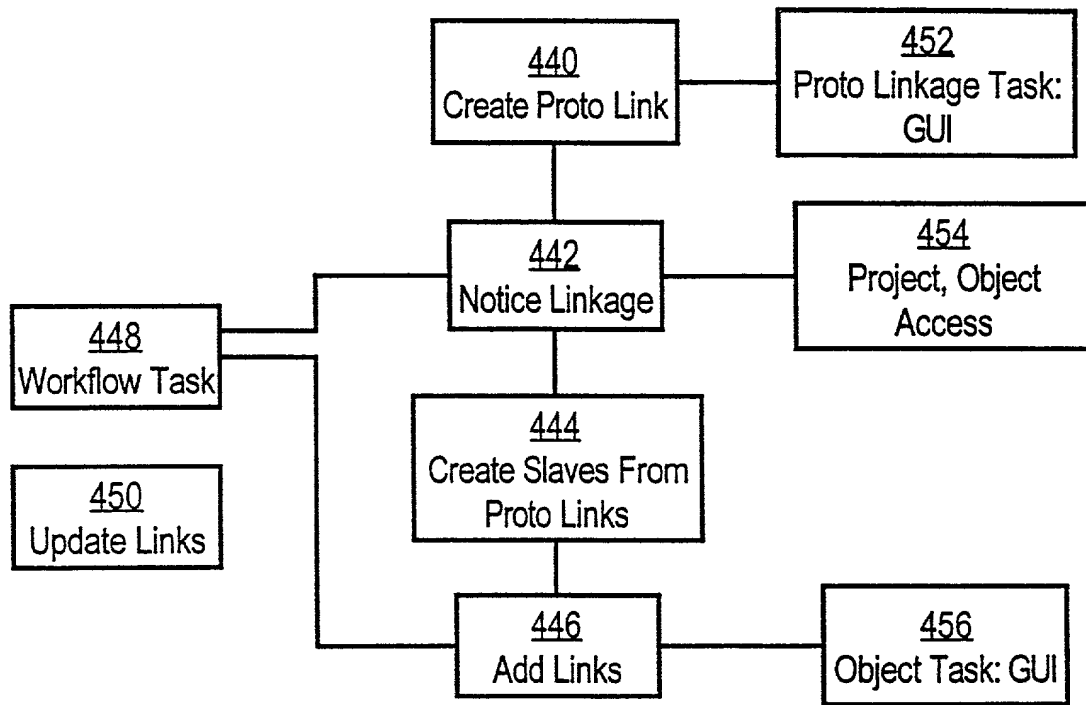 440
Create Proto Link
452
Proto Linkage Task:
GUI
442
Notice Linkage
454
Project, Object
Access
448
Workflow Task
444
Create Slaves From
Proto Links
450
Update Links
446
Add Links
456
Object Task: GUI